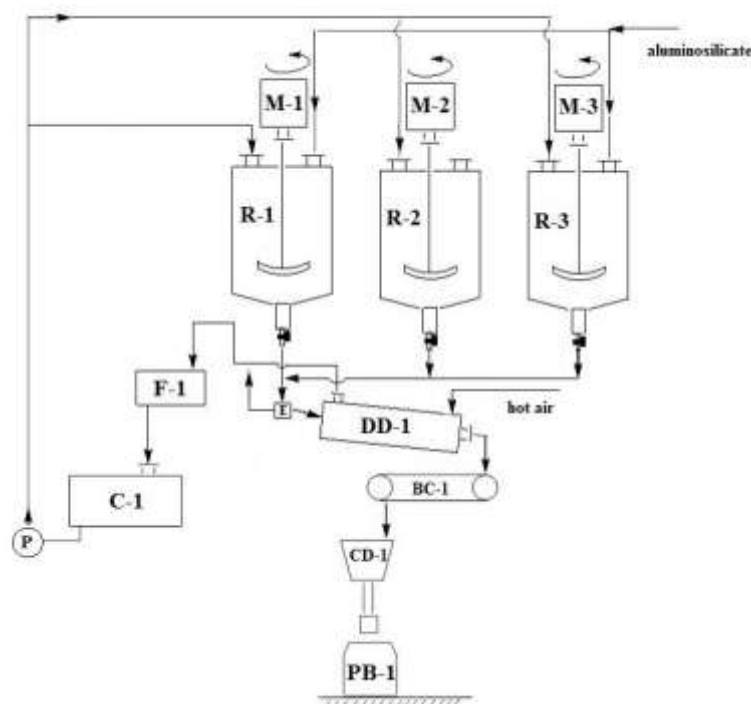 aluminosilicate
M-1
M-2
M-3
R-1
R-2
R-3
F-1
E
DD-1
hot air
C-1
BC-1
P
CD-1
PB-1